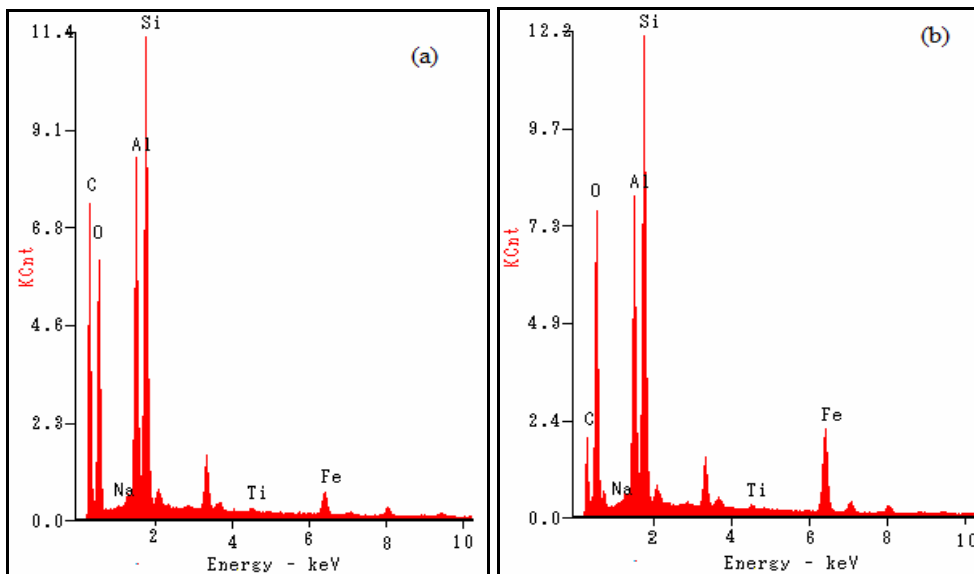 11.4
Si
(a)
9.1
Al
C
6.8
O
KCnt
4.6
2.3
Na
Ti
Fe
0.0
2
4
6
8
10
Energy - keV
12.2
Si
(b)
9.7
O
Al
7.3
KCnt
4.9
2.4
C
Fe
Na
Ti
0.0
2
4
6
8
10
Energy - keV